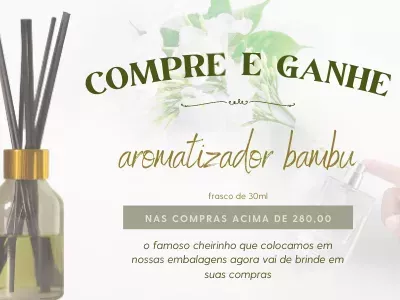 COMPRE E GANHE
aromatizador bambu
frasco de 30ml
NAS COMPRAS ACIMA DE 280,00
o famoso cheirinho que colocamos em
nossas embalagens agora vai de brinde em
suas compras